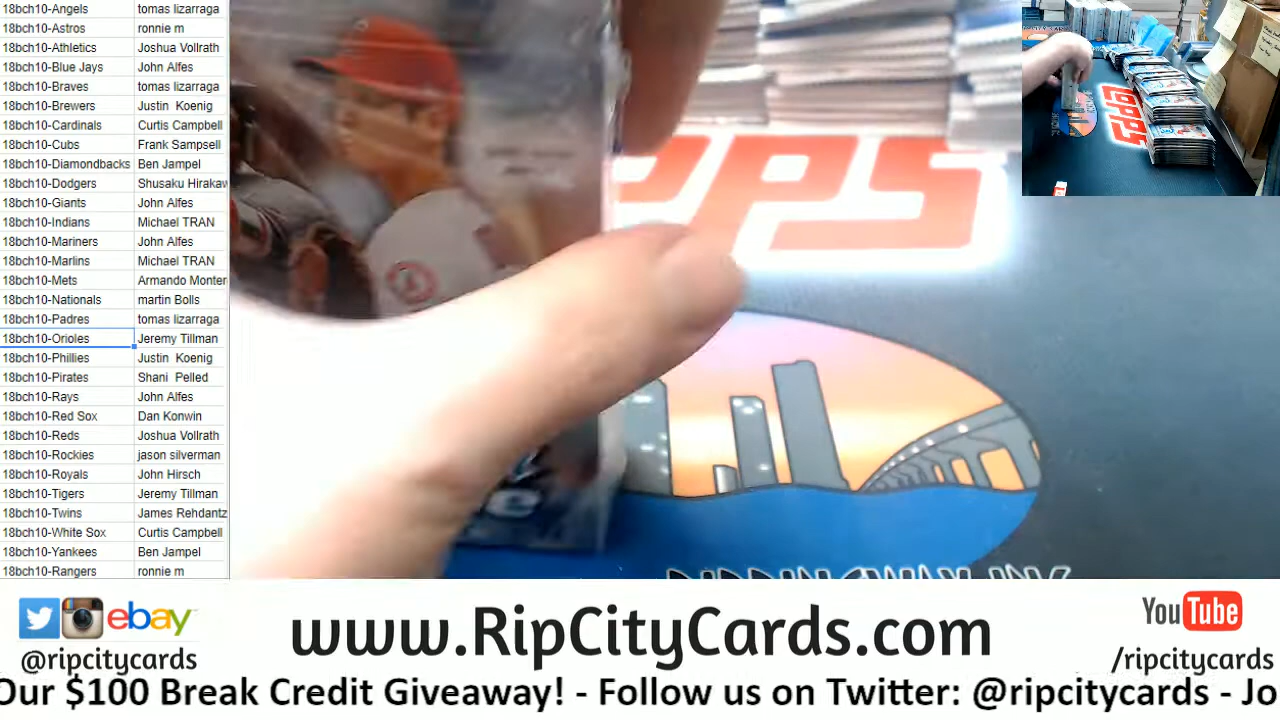 18bch10-Angels tomas lizarraga
18bch10-Astros ronnie m
18bch10-Athletics Joshua Vollrath
18bch10-Blue Jays John Alfes
18bch10-Braves tomas lizarraga
18bch10-Brewers Justin Koenig
18bch10-Cardinals Curtis Campbell
18bch10-Cubs Frank Sampsell
18bch10-Diamondbacks Ben Jampel
18bch10-Dodgers Shusaku Hirakaw
18bch10-Giants John Alfes
18bch10-Indians Michael TRAN
18bch10-Mariners John Alfes
18bch10-Marlins Michael TRAN
18bch10-Mets Armando Monter
18bch10-Nationals martin Bolls
18bch10-Padres tomas lizarraga
18bch10-Orioles Jeremy Tillman
18bch10-Phillies Justin Koenig
18bch10-Pirates Shani Pelled
18bch10-Rays John Alfes
18bch10-Red Sox Dan Konwin
18bch10-Reds Joshua Vollrath
18bch10-Rockies jason silverman
18bch10-Royals John Hirsch
18bch10-Tigers Jeremy Tillman
18bch10-Twins James Rehdantz
18bch10-White Sox Curtis Campbell
18bch10-Yankees Ben Jampel
18bch10-Rangers ronnie m
PPS
Topps
ebay
@ripcitycards
www.RipCityCards.com
YouTube
/ripcitycards
Our $100 Break Credit Giveaway! - Follow us on Twitter: @ripcitycards - Jo